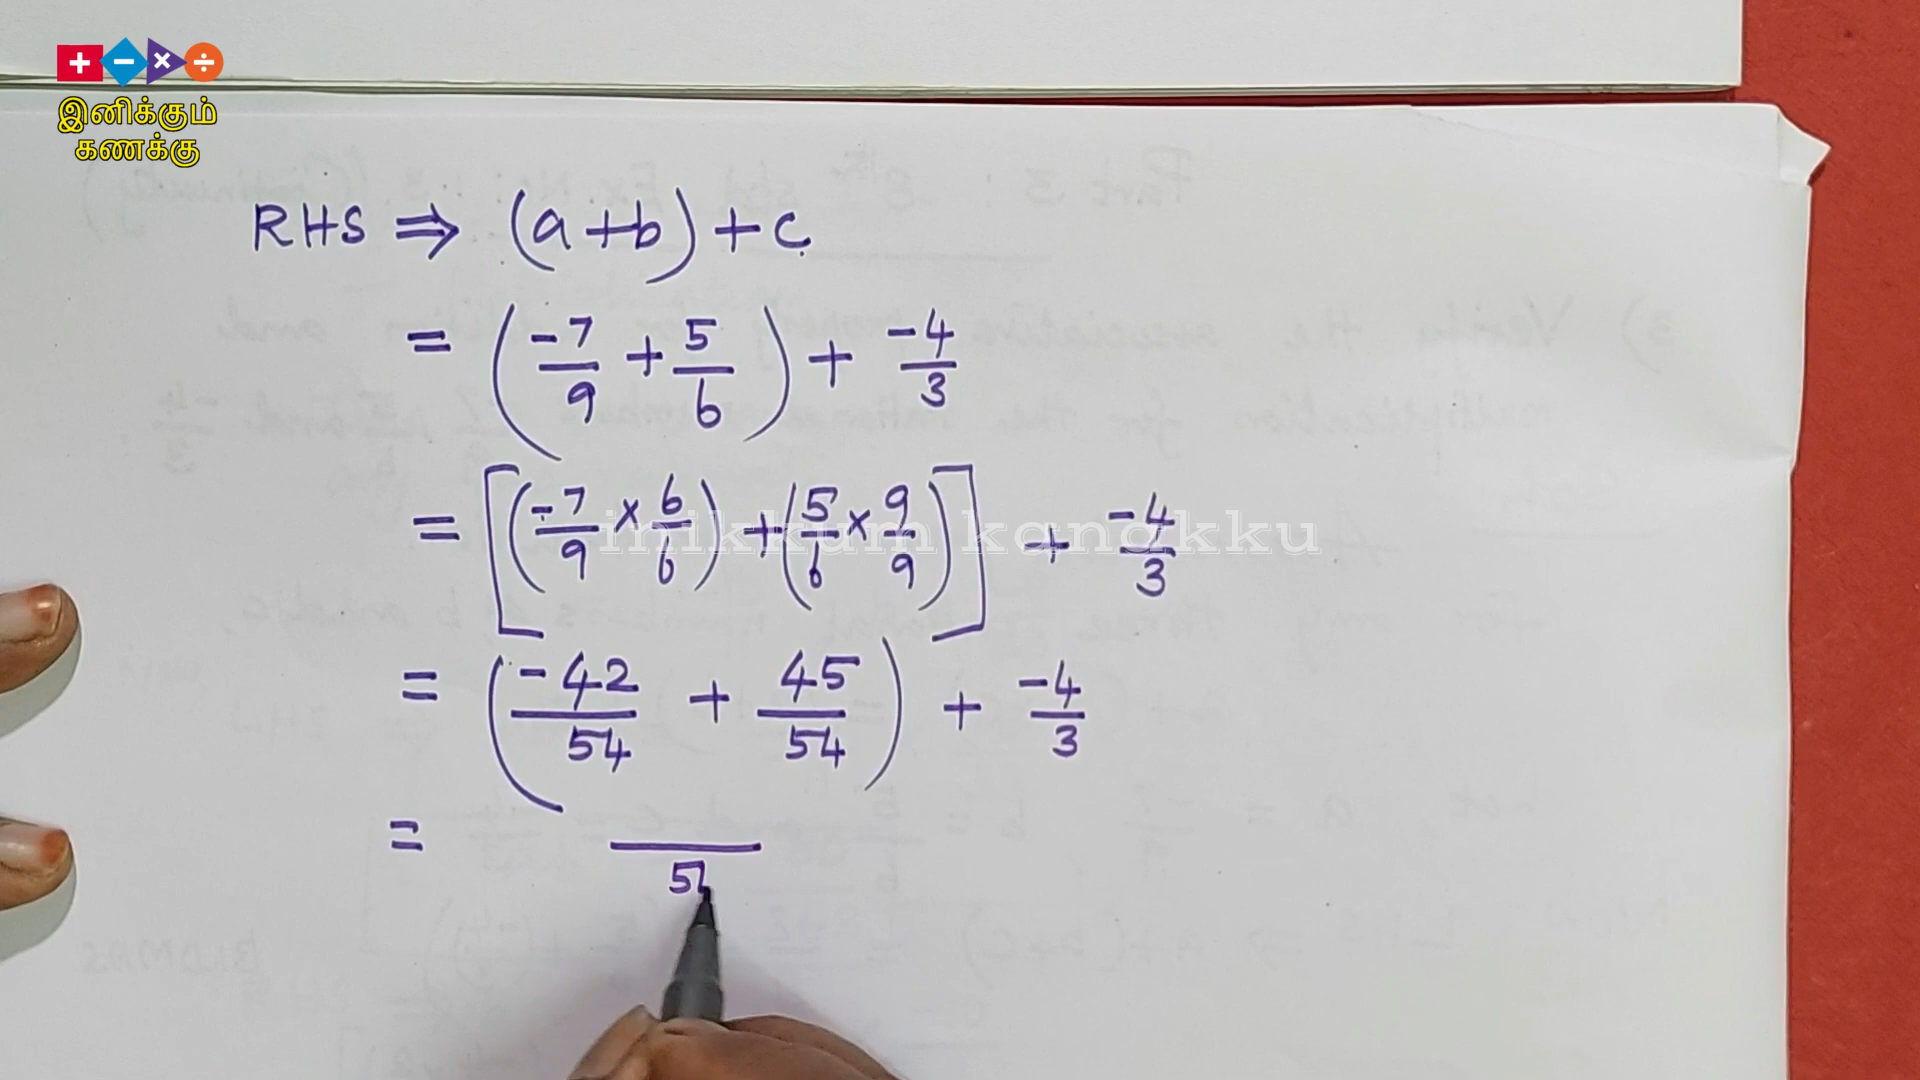 + - × ÷
இனிக்கும்
கணக்கு
RHS ⇒ (a+b)+c
= (-7/9 + 5/6) + -4/3
= [(-7/9 × 6/6) + (5/6 × 9/9)] + -4/3
inikkum kanakku
= (-42/54 + 45/54) + -4/3
= /54